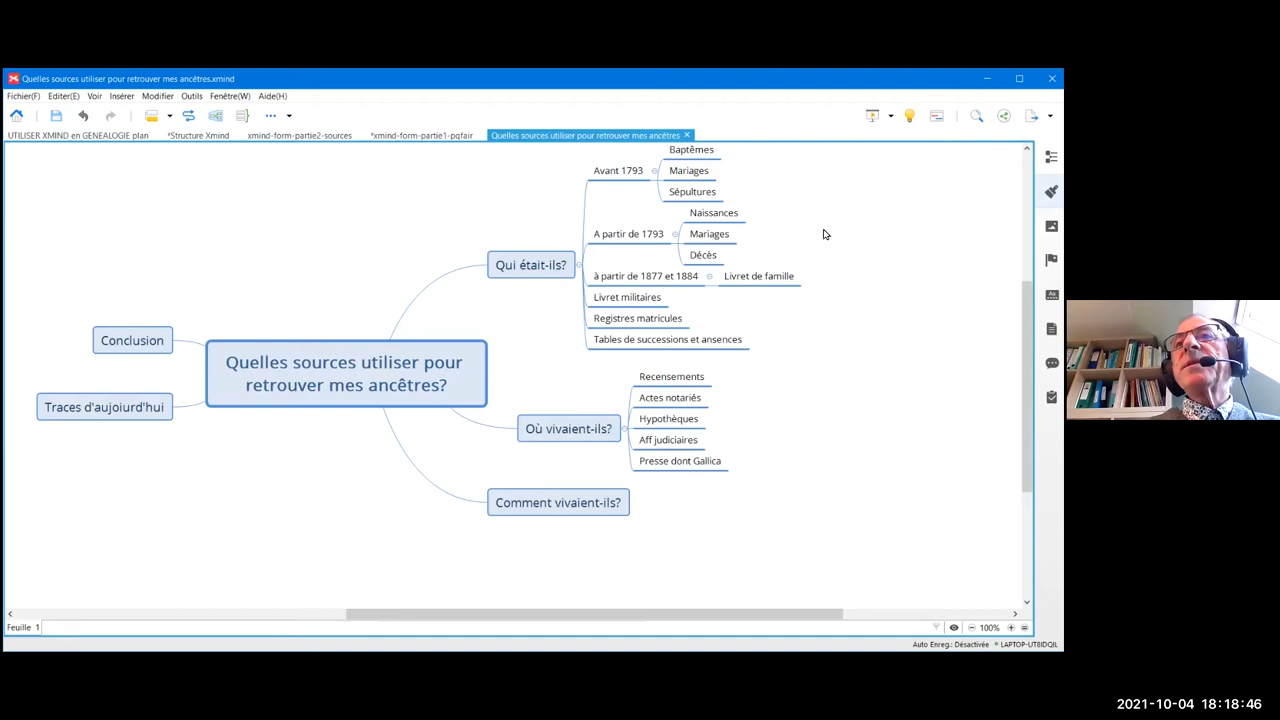 Quelles sources utiliser pour retrouver mes ancêtres.xmind
Fichier(F) Editer(E) Voir Insérer Modifier Outils Fenêtre(W) Aide(H)
UTILISER XMIND en GENEALOGIE plan *Structure Xmind xmind-form-partie2-sources *xmind-form-partie1-pqfair Quelles sources utiliser pour retrouver mes ancêtres
Baptêmes
Avant 1793
Mariages
Sépultures
Naissances
A partir de 1793
Mariages
Décès
Qui était-ils?
à partir de 1877 et 1884 Livret de famille
Livret militaires
Registres matricules
Tables de successions et ansences
Conclusion
Quelles sources utiliser pour
retrouver mes ancêtres?
Traces d'aujoiurd'hui
Recensements
Actes notariés
Hypothèques
Où vivaient-ils?
Aff judiciaires
Presse dont Gallica
Comment vivaient-ils?
Feuille 1
100%
Auto Enreg.: Désactivée LAPTOP-UT8IDQIL
2021-10-04 18:18:46